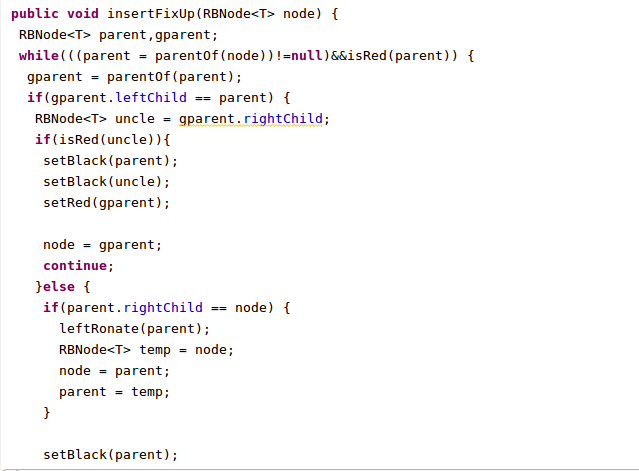 public void insertFixUp(RBNode<T> node) {
RBNode<T> parent,gparent;
while(((parent = parentOf(node))!=null)&&isRed(parent)) {
gparent = parentOf(parent);
if(gparent.leftChild == parent) {
RBNode<T> uncle = gparent.rightChild;
if(isRed(uncle)){
setBlack(parent);
setBlack(uncle);
setRed(gparent);
node = gparent;
continue;
}else {
if(parent.rightChild == node) {
leftRonate(parent);
RBNode<T> temp = node;
node = parent;
parent = temp;
}
setBlack(parent);